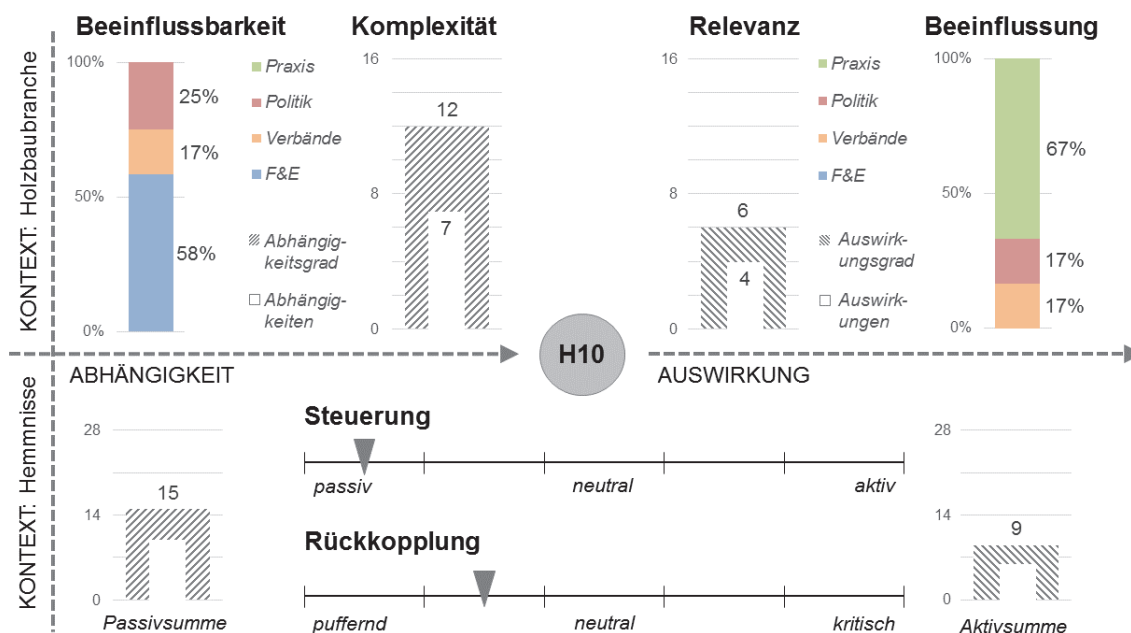 Beeinflussbarkeit
Komplexität
Relevanz
Beeinflussung
KONTEXT: Holzbaubranche
100%
50%
0%
25%
17%
58%
Praxis
Politik
Verbände
F&E
Abhängig-
keitsgrad
Abhängig-
keiten
16
8
0
12
7
16
8
0
6
4
Praxis
Politik
Verbände
F&E
Auswirk-
ungsgrad
Auswirk-
ungen
100%
50%
0%
67%
17%
17%
ABHÄNGIGKEIT
H10
AUSWIRKUNG
KONTEXT: Hemmnisse
28
14
0
15
Passivsumme
Steuerung
passiv
neutral
aktiv
Rückkopplung
puffernd
neutral
kritisch
28
14
0
9
Aktivsumme